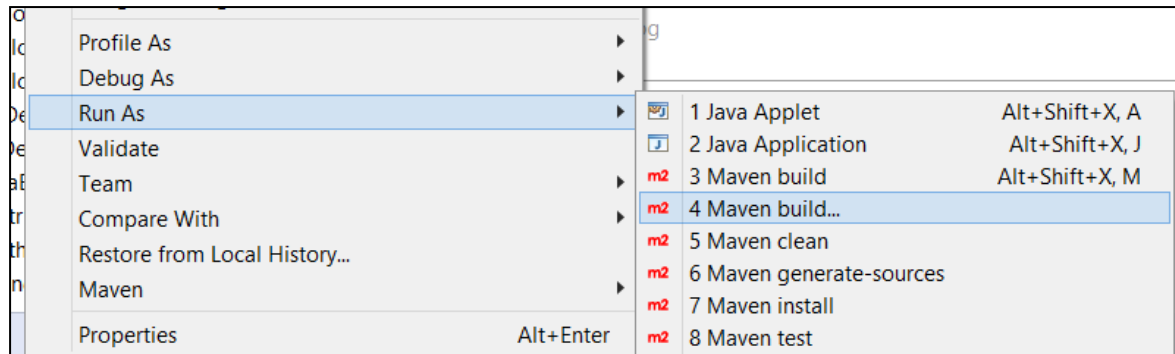 Profile As
Debug As
Run As
Validate
Team
Compare With
Restore from Local History...
Maven
Properties Alt+Enter
m2 1 Java Applet Alt+Shift+X, A
2 Java Application Alt+Shift+X, J
m2 3 Maven build Alt+Shift+X, M
m2 4 Maven build...
m2 5 Maven clean
m2 6 Maven generate-sources
m2 7 Maven install
m2 8 Maven test